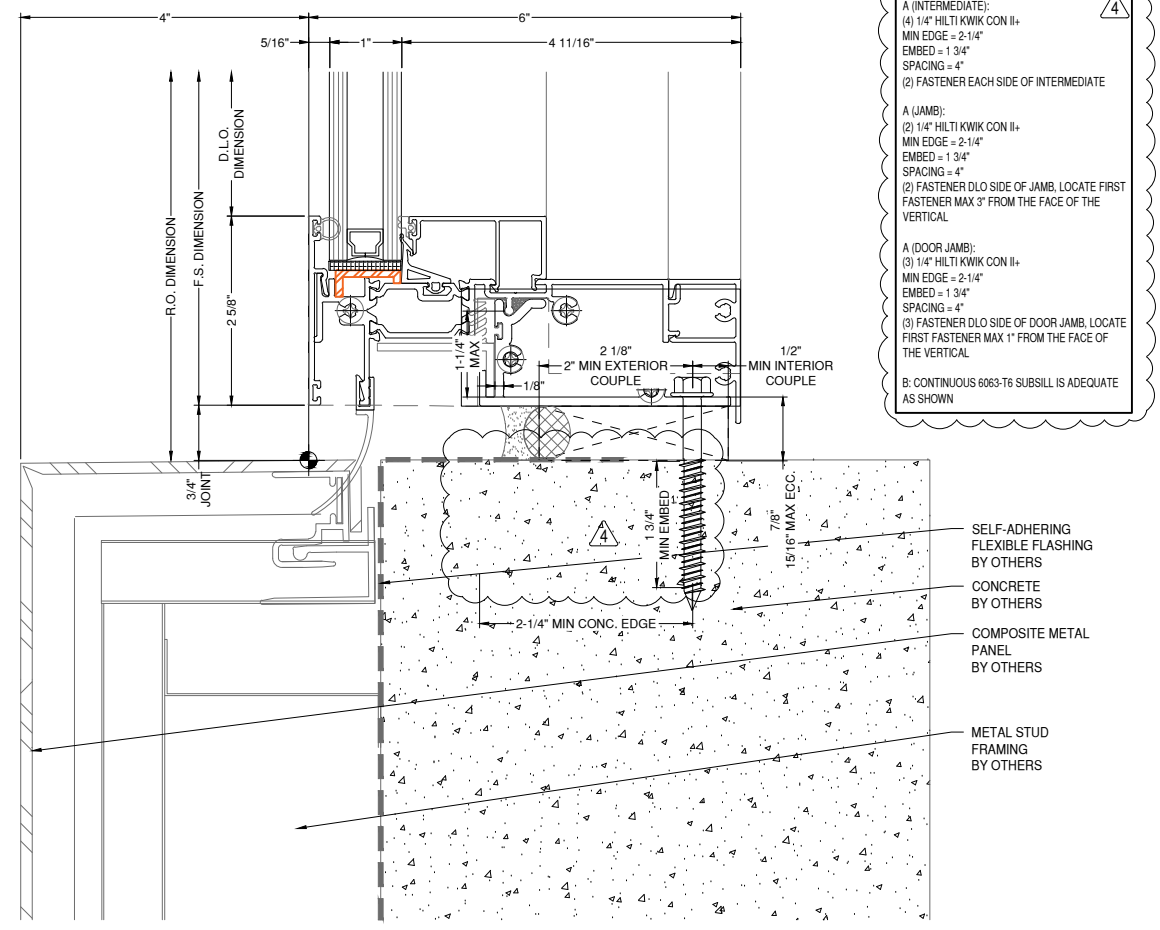 4"
6"
5/16"
1"
4 11/16"
R.O. DIMENSION
F.S. DIMENSION
D.L.O.
DIMENSION
2 5/8"
1-1/4"
MAX
1/8"
2 1/8"
2" MIN EXTERIOR
COUPLE
1/2"
MIN INTERIOR
COUPLE
3/4"
JOINT
4
1 3/4"
MIN EMBED
7/8"
15/16" MAX ECC.
2-1/4" MIN CONC. EDGE
A (INTERMEDIATE):
4
(4) 1/4" HILTI KWIK CON II+
MIN EDGE = 2-1/4"
EMBED = 1 3/4"
SPACING = 4"
(2) FASTENER EACH SIDE OF INTERMEDIATE
A (JAMB):
(2) 1/4" HILTI KWIK CON II+
MIN EDGE = 2-1/4"
EMBED = 1 3/4"
SPACING = 4"
(2) FASTENER DLO SIDE OF JAMB, LOCATE FIRST
FASTENER MAX 3" FROM THE FACE OF THE
VERTICAL
A (DOOR JAMB):
(3) 1/4" HILTI KWIK CON II+
MIN EDGE = 2-1/4"
EMBED = 1 3/4"
SPACING = 4"
(3) FASTENER DLO SIDE OF DOOR JAMB, LOCATE
FIRST FASTENER MAX 1" FROM THE FACE OF
THE VERTICAL
B: CONTINUOUS 6063-T6 SUBSILL IS ADEQUATE
AS SHOWN
SELF-ADHERING
FLEXIBLE FLASHING
BY OTHERS
CONCRETE
BY OTHERS
COMPOSITE METAL
PANEL
BY OTHERS
METAL STUD
FRAMING
BY OTHERS